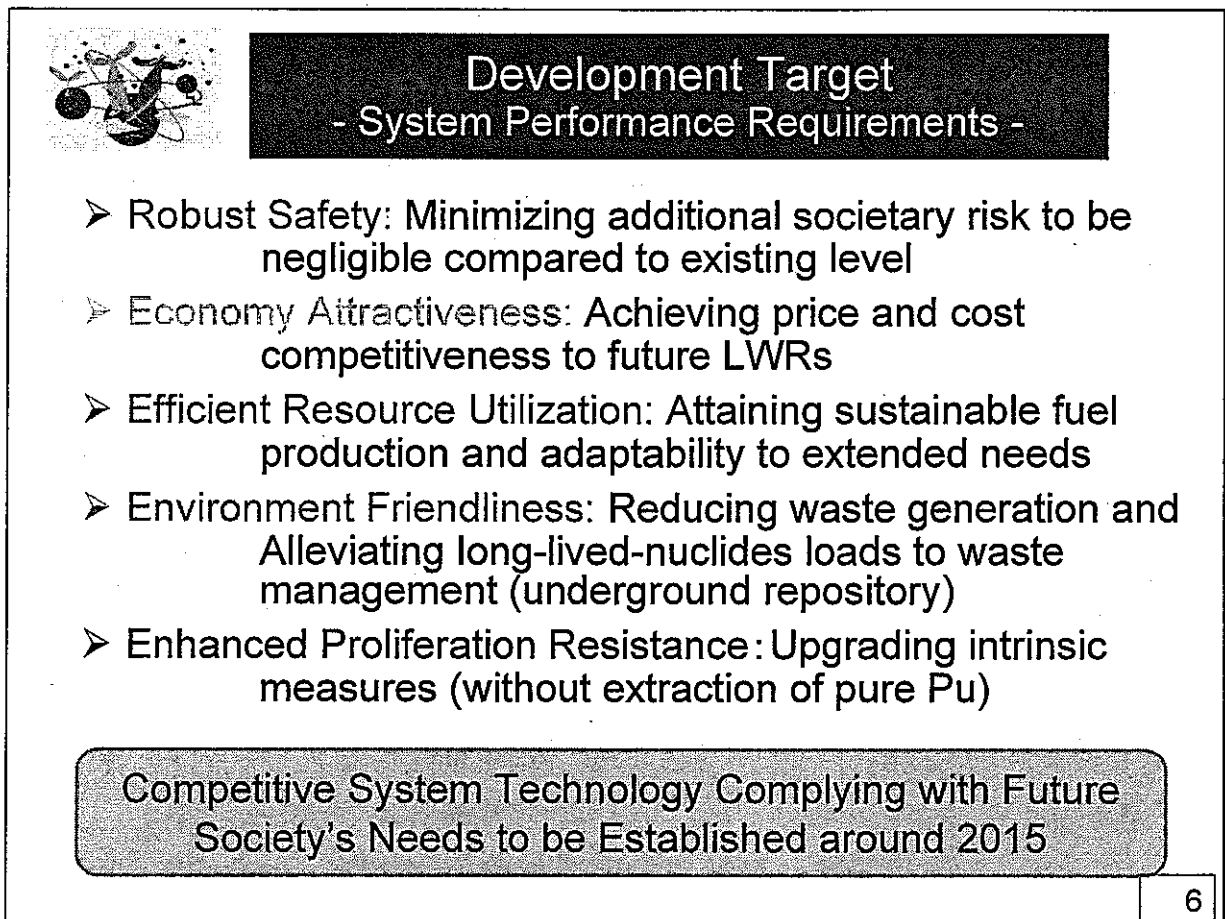 Development Target
- System Performance Requirements -
➢ Robust Safety: Minimizing additional societary risk to be
negligible compared to existing level
➢ Economy Attractiveness: Achieving price and cost
competitiveness to future LWRs
➢ Efficient Resource Utilization: Attaining sustainable fuel
production and adaptability to extended needs
➢ Environment Friendliness: Reducing waste generation and
Alleviating long-lived-nuclides loads to waste
management (underground repository)
➢ Enhanced Proliferation Resistance: Upgrading intrinsic
measures (without extraction of pure Pu)
Competitive System Technology Complying with Future
Society's Needs to be Established around 2015
6